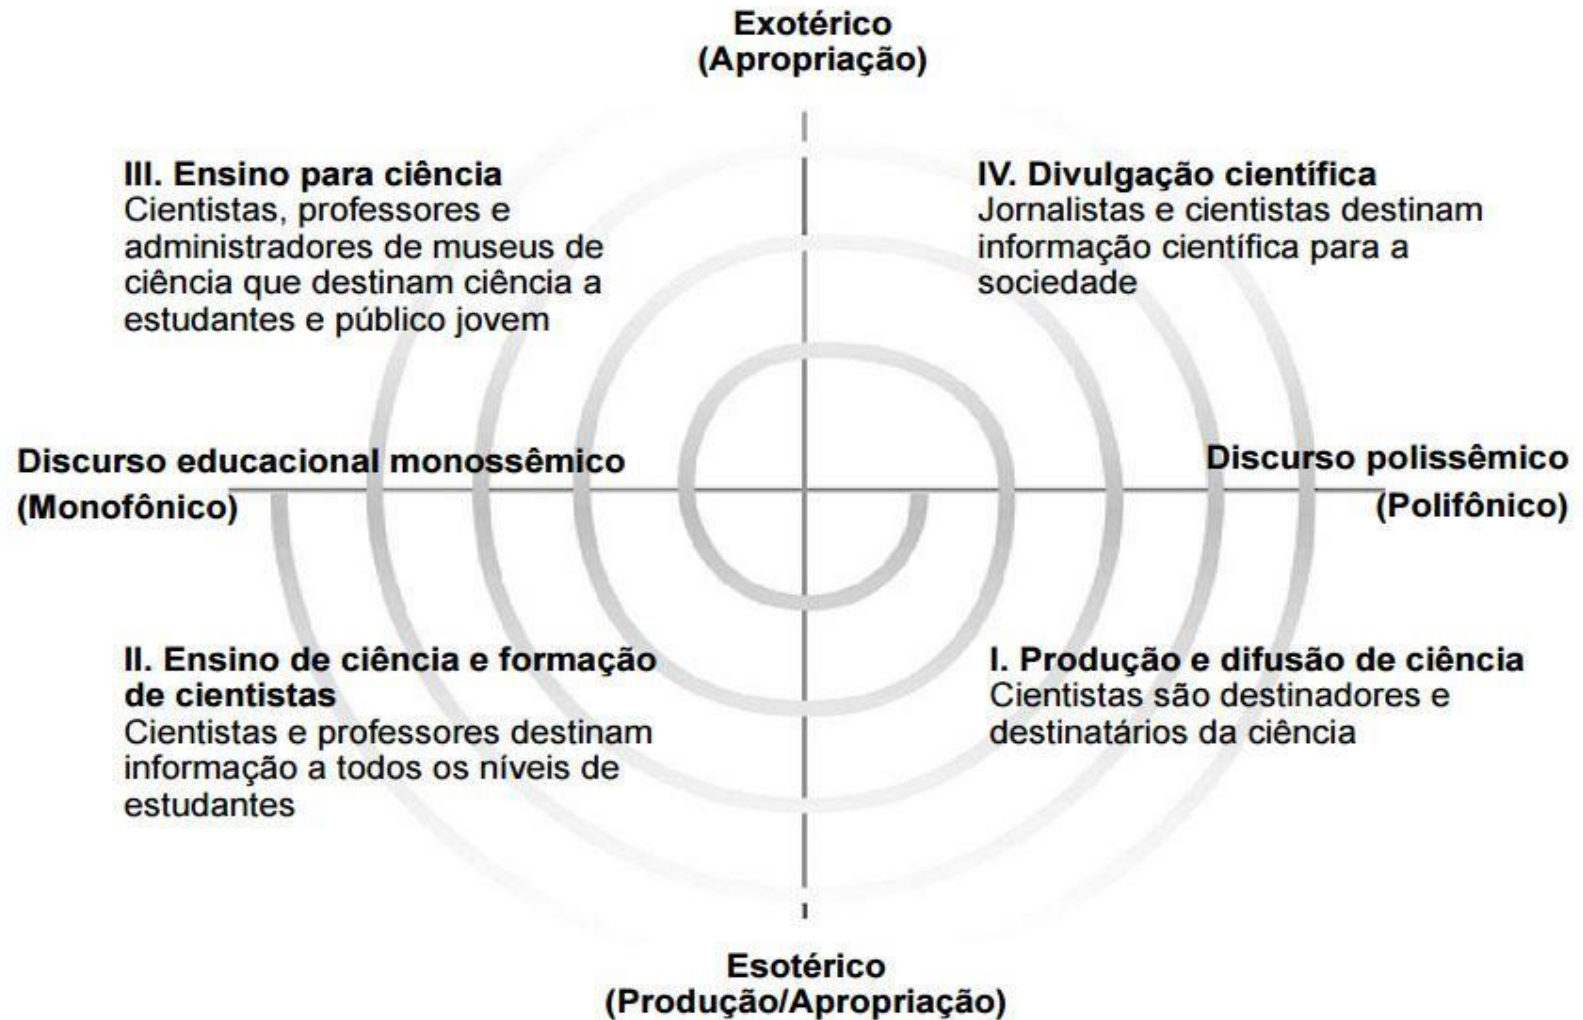 Exotérico
(Apropriação)
III. Ensino para ciência
Cientistas, professores e
administradores de museus de
ciência que destinam ciência a
estudantes e público jovem
IV. Divulgação científica
Jornalistas e cientistas destinam
informação científica para a
sociedade
Discurso educacional monossêmico
(Monofônico)
Discurso polissêmico
(Polifônico)
II. Ensino de ciência e formação
de cientistas
Cientistas e professores destinam
informação a todos os níveis de
estudantes
I. Produção e difusão de ciência
Cientistas são destinadores e
destinatários da ciência
Esotérico
(Produção/Apropriação)